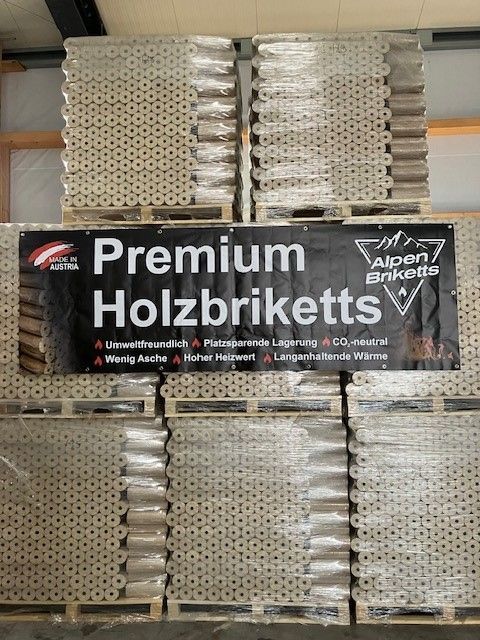 MADE IN
AUSTRIA
Premium
Holzbriketts
Alpen
Briketts
Umweltfreundlich Platzsparende Lagerung CO₂-neutral
Wenig Asche Hoher Heizwert Langanhaltende Wärme